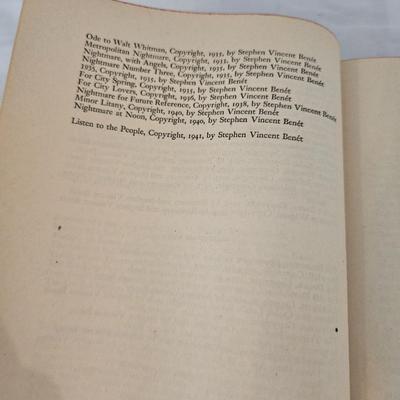 Ode to Walt Whitman, Copyright, 1935, by Stephen Vincent Benét
Metropolitan Nightmare, Copyright, 1933, by Stephen Vincent Benét
Nightmare, with Angels, Copyright, 1935, by Stephen Vincent Benét
Nightmare Number Three, Copyright, 1935, by Stephen Vincent Benét
1935, Copyright, 1935, by Stephen Vincent Benét
For City Spring, Copyright, 1935, by Stephen Vincent Benét
For City Lovers, Copyright, 1936, by Stephen Vincent Benét
Nightmare for Future Reference, Copyright, 1938, by Stephen Vincent Benét
Minor Litany, Copyright, 1940, by Stephen Vincent Benét
Nightmare at Noon, Copyright, 1940, by Stephen Vincent Benét
Listen to the People, Copyright, 1941, by Stephen Vincent Benét